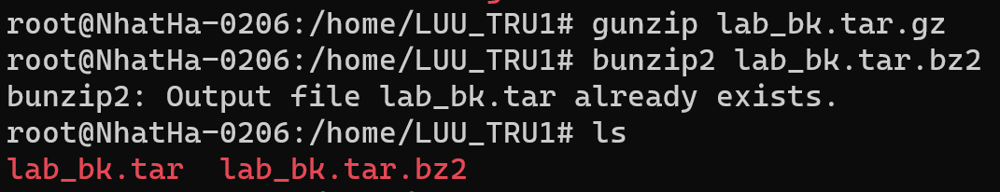 root@NhatHa-0206:/home/LUU_TRU1# gunzip lab_bk.tar.gz
root@NhatHa-0206:/home/LUU_TRU1# bunzip2 lab_bk.tar.bz2
bunzip2: Output file lab_bk.tar already exists.
root@NhatHa-0206:/home/LUU_TRU1# ls
lab_bk.tar  lab_bk.tar.bz2